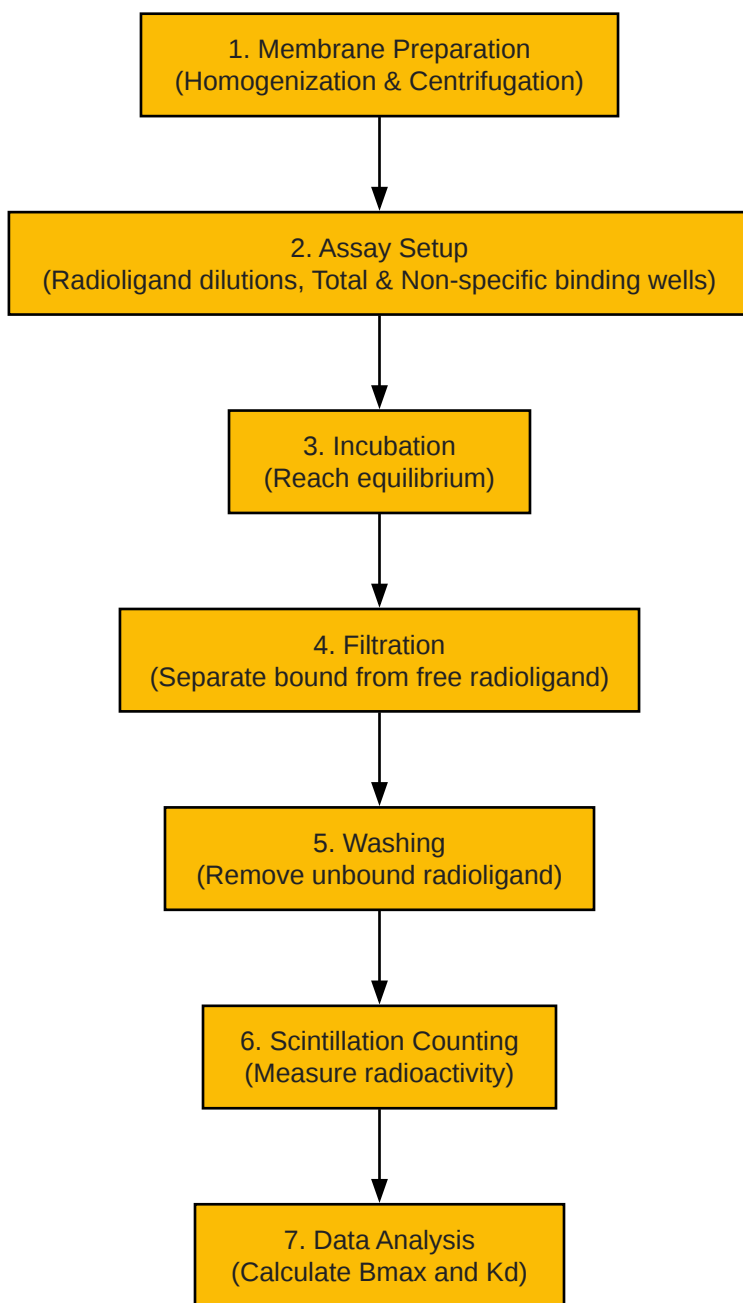 1. Membrane Preparation
(Homogenization & Centrifugation)
2. Assay Setup
(Radioligand dilutions, Total & Non-specific binding wells)
3. Incubation
(Reach equilibrium)
4. Filtration
(Separate bound from free radioligand)
5. Washing
(Remove unbound radioligand)
6. Scintillation Counting
(Measure radioactivity)
7. Data Analysis
(Calculate Bmax and Kd)